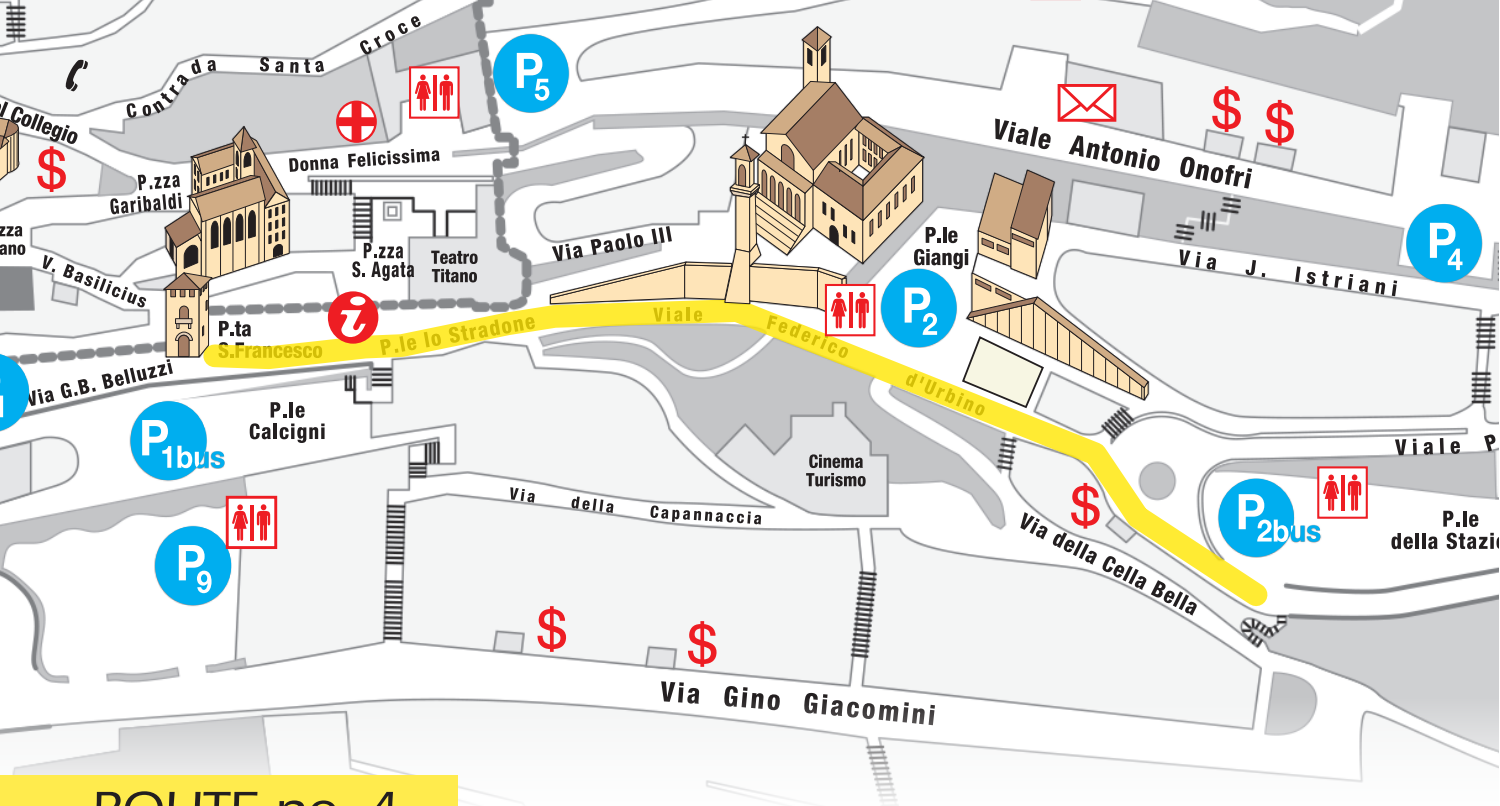 Contrada Santa Croce
P5
el Collegio
$
$ $
Viale Antonio Onofri
Donna Felicissima
P.zza
Garibaldi
zza
ano
V. Basilicius
P.zza
S. Agata
Teatro
Titano
Via Paolo III
P.le
Giangi
P4
Via J. Istriani
P2
i
P.ta
S.Francesco
P.le lo Stradone
Viale Federico d'Urbino
Via G.B. Belluzzi
P.le
Calcigni
P1bus
Cinema
Turismo
Viale P
Via della Capannaccia
$
P2bus
P.le
della Stazi
Via della Cella Bella
P9
$
$
Via Gino Giacomini
ROUTE no. 4